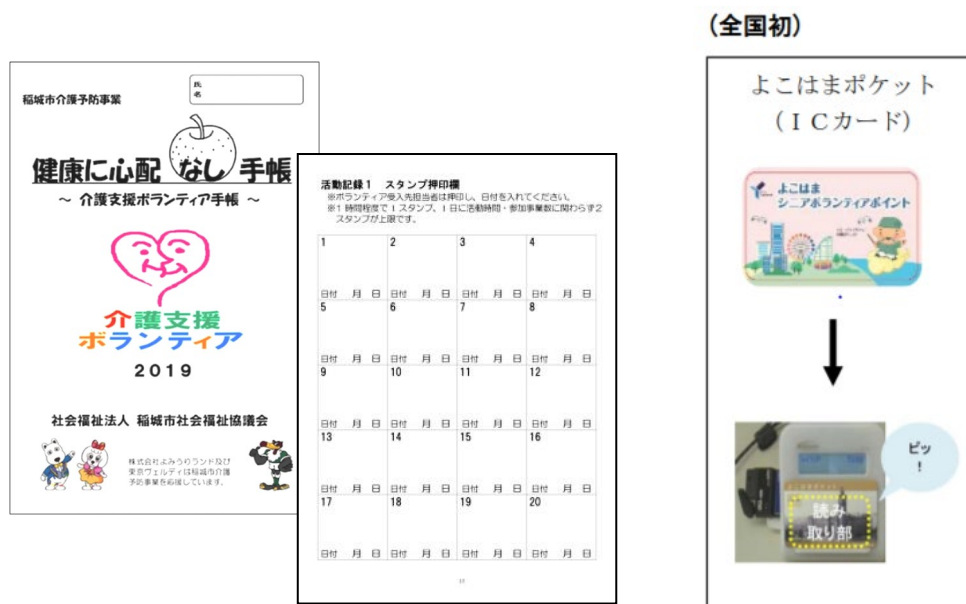 稲城市介護予防事業
氏
名
健康に心配 なし 手帳
～ 介護支援ボランティア手帳 ～
介護支援
ボランティア
2019
社会福祉法人 稲城市社会福祉協議会
株式会社よみうりランド及び
東京ヴェルディは稲城市介護
予防事業を応援しています。
活動記録1 スタンプ押印欄
※ボランティア受入先担当者は押印し、日付を入れてください。
※1 時間程度で 1 スタンプ、1 日に活動時間・参加事業数に関わらず2
スタンプが上限です。
1 2 3 4
日付 月 日 日付 月 日 日付 月 日 日付 月 日
5 6 7 8
日付 月 日 日付 月 日 日付 月 日 日付 月 日
9 10 11 12
日付 月 日 日付 月 日 日付 月 日 日付 月 日
13 14 15 16
日付 月 日 日付 月 日 日付 月 日 日付 月 日
17 18 19 20
日付 月 日 日付 月 日 日付 月 日 日付 月 日
(全国初)
よこはまポケット
(ＩＣカード)
よこはま
シニアボランティアポイント
ピッ
!
よこはまポケット
読み
取り部